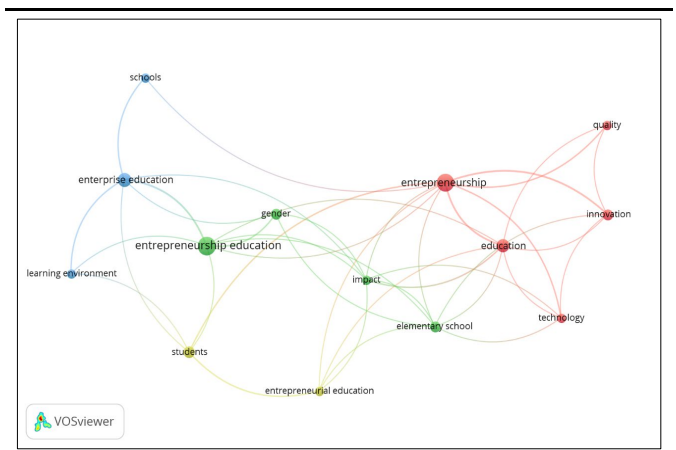 schools
quality
enterprise education
entrepreneurship
gender
innovation
entrepreneurship education
education
learning environment
impact
technology
elementary school
students
entrepreneurial education
VOSviewer